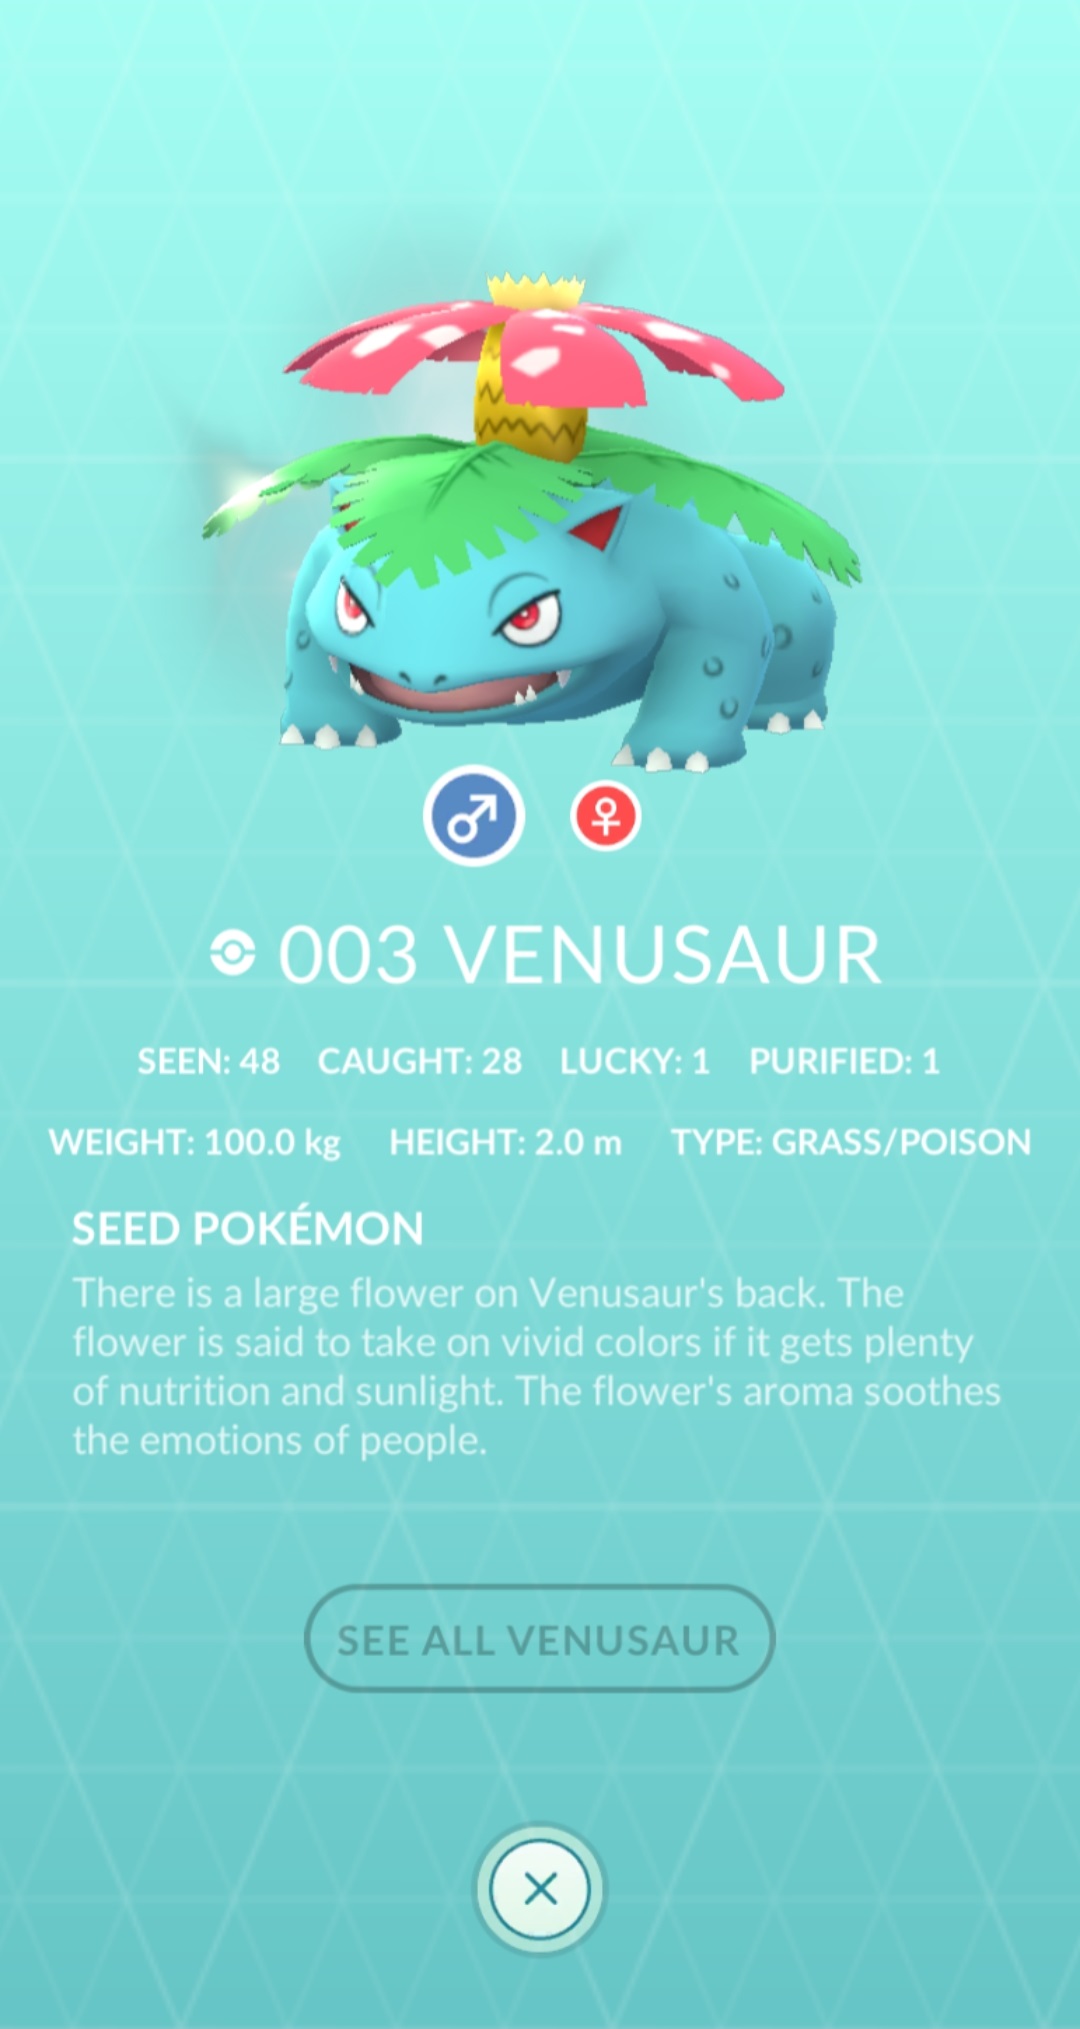 003 VENUSAUR
SEEN: 48 CAUGHT: 28 LUCKY: 1 PURIFIED: 1
WEIGHT: 100.0 kg HEIGHT: 2.0 m TYPE: GRASS/POISON
SEED POKÉMON
There is a large flower on Venusaur's back. The
flower is said to take on vivid colors if it gets plenty
of nutrition and sunlight. The flower's aroma soothes
the emotions of people.
SEE ALL VENUSAUR